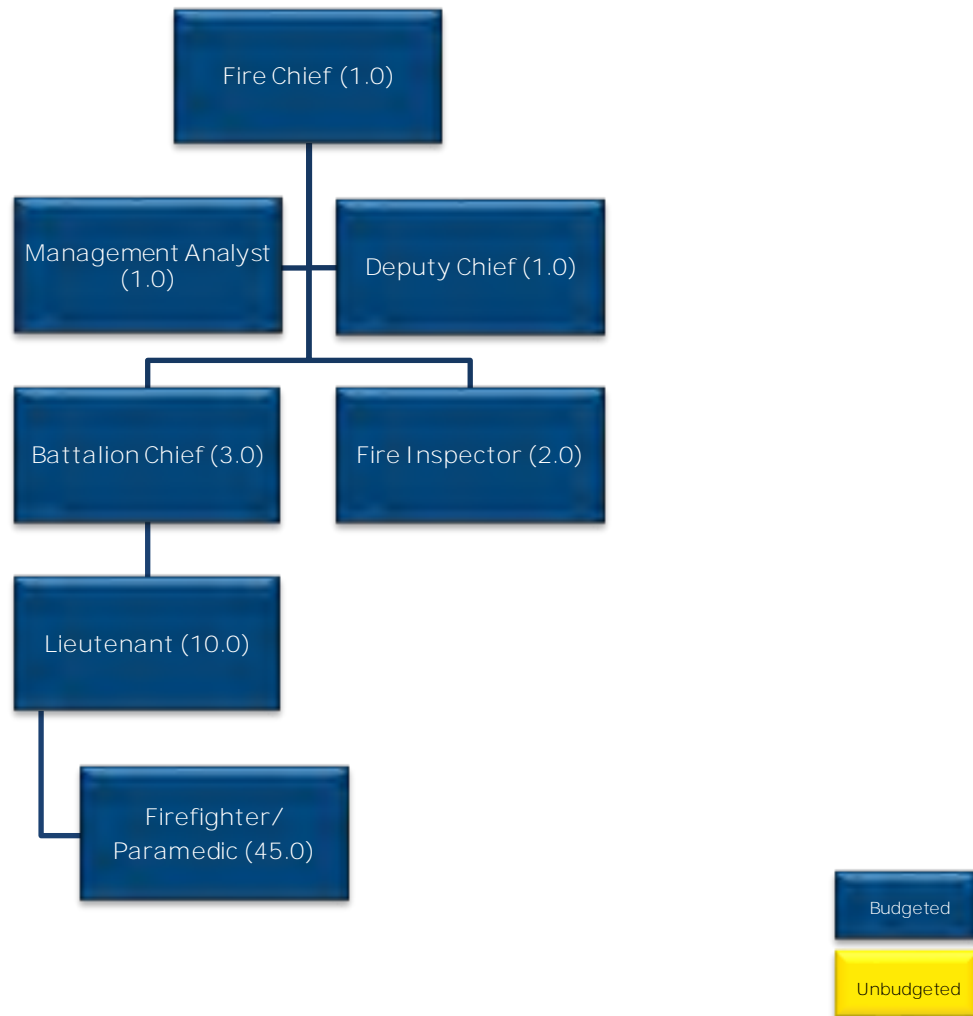 Fire Chief (1.0)
Management Analyst
(1.0)
Deputy Chief (1.0)
Battalion Chief (3.0)
Fire Inspector (2.0)
Lieutenant (10.0)
Firefighter/
Paramedic (45.0)
Budgeted
Unbudgeted